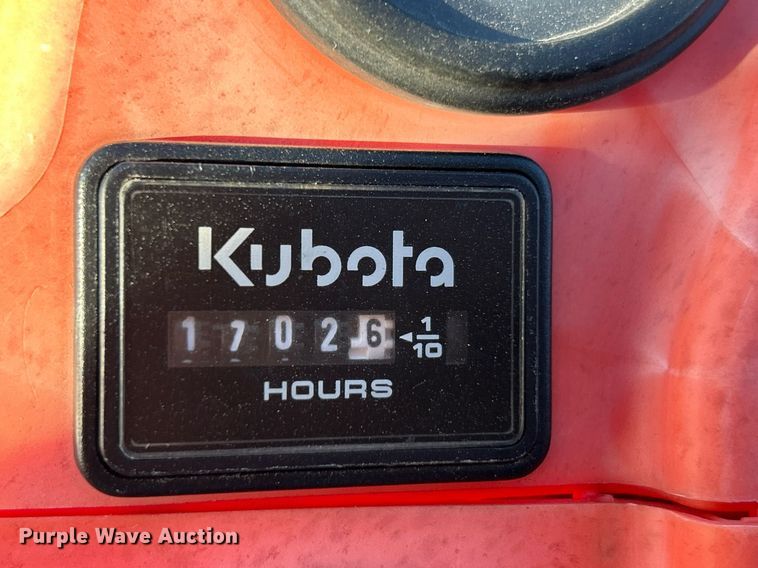 Kubota
1 7 0 2 6 ◄ 1/10
HOURS
Purple Wave Auction